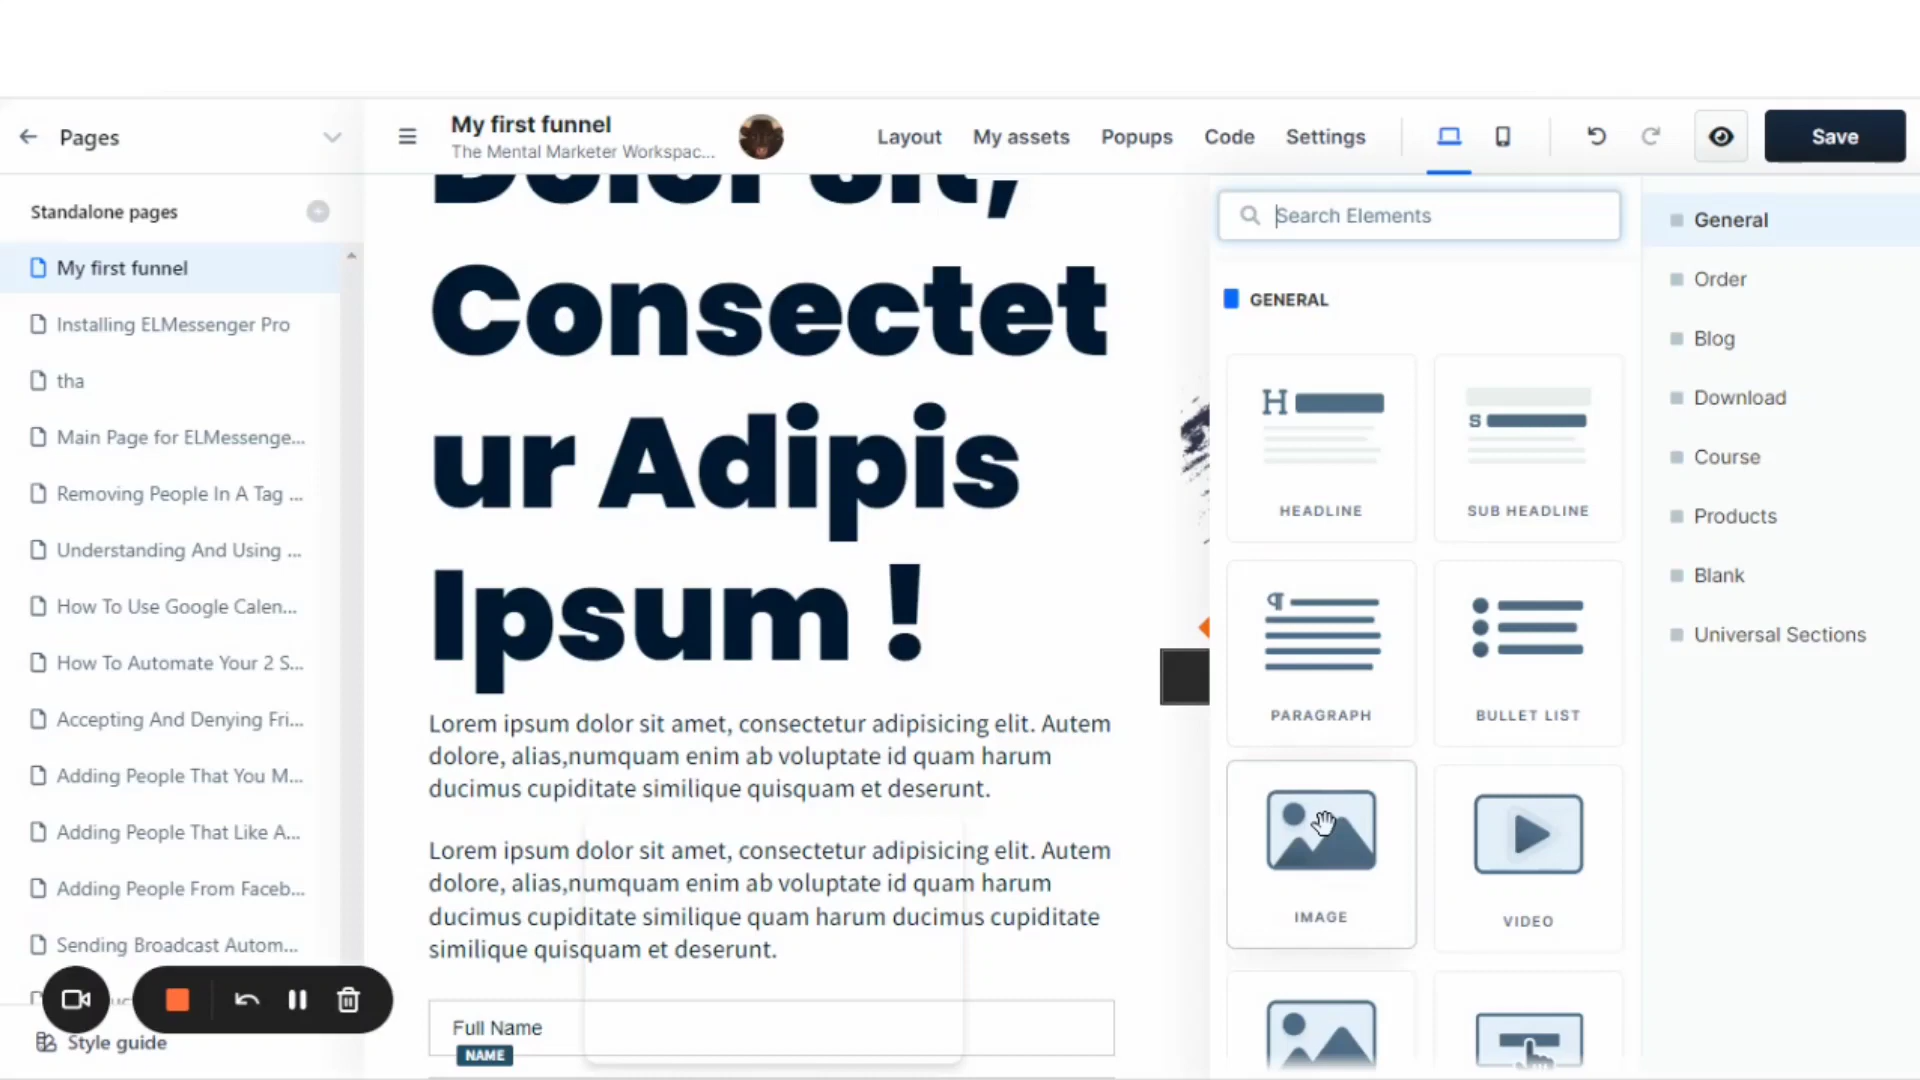 Pages
My first funnel
The Mental Marketer Workspac...
Layout
My assets
Popups
Code
Settings
Save
Standalone pages
My first funnel
Installing ELMessenger Pro
tha
Main Page for ELMessenge...
Removing People In A Tag ...
Understanding And Using ...
How To Use Google Calen...
How To Automate Your 2 S...
Accepting And Denying Fri...
Adding People That You M...
Adding People That Like A...
Adding People From Faceb...
Sending Broadcast Autom...
Style guide
Dolor Sit,
Consectet
ur Adipis
Ipsum !
Lorem ipsum dolor sit amet, consectetur adipisicing elit. Autem
dolore, alias,numquam enim ab voluptate id quam harum
ducimus cupiditate similique quisquam et deserunt.
Lorem ipsum dolor sit amet, consectetur adipisicing elit. Autem
dolore, alias,numquam enim ab voluptate id quam harum
ducimus cupiditate similique quam harum ducimus cupiditate
similique quisquam et deserunt.
Full Name
NAME
Search Elements
GENERAL
H
HEADLINE
S
SUB HEADLINE
PARAGRAPH
BULLET LIST
IMAGE
VIDEO
General
Order
Blog
Download
Course
Products
Blank
Universal Sections